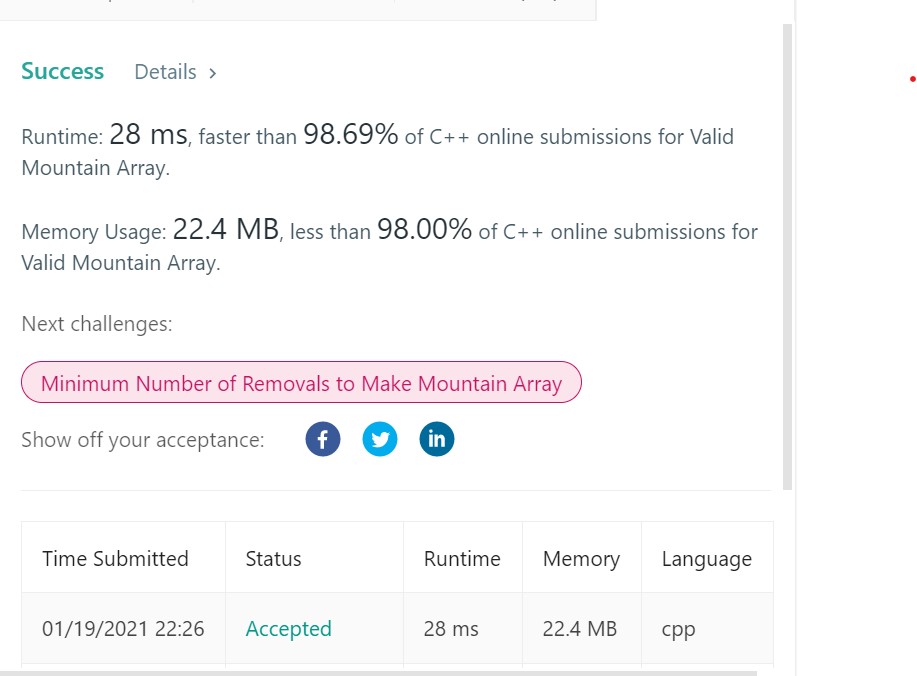 Success Details >
Runtime: 28 ms, faster than 98.69% of C++ online submissions for Valid
Mountain Array.
Memory Usage: 22.4 MB, less than 98.00% of C++ online submissions for
Valid Mountain Array.
Next challenges:
Minimum Number of Removals to Make Mountain Array
Show off your acceptance: f in
Time Submitted Status Runtime Memory Language
01/19/2021 22:26 Accepted 28 ms 22.4 MB cpp